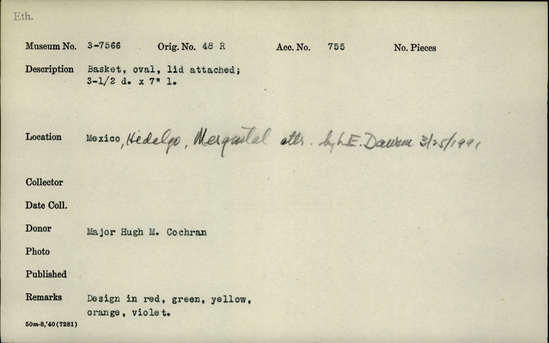 Eth.
Museum No. 3-7566 Orig. No. 48 R Acc. No. 755 No. Pieces
Description Basket, oval, lid attached;
3-1/2 d. x 7" l.
Location Mexico, Hidalgo, Mezquital attr. by L.E. Dawson 3/25/1991
Collector
Date Coll.
Donor Major Hugh M. Cochran
Photo
Published
Remarks Design in red, green, yellow,
orange, violet.
50m-8,'40(7281)